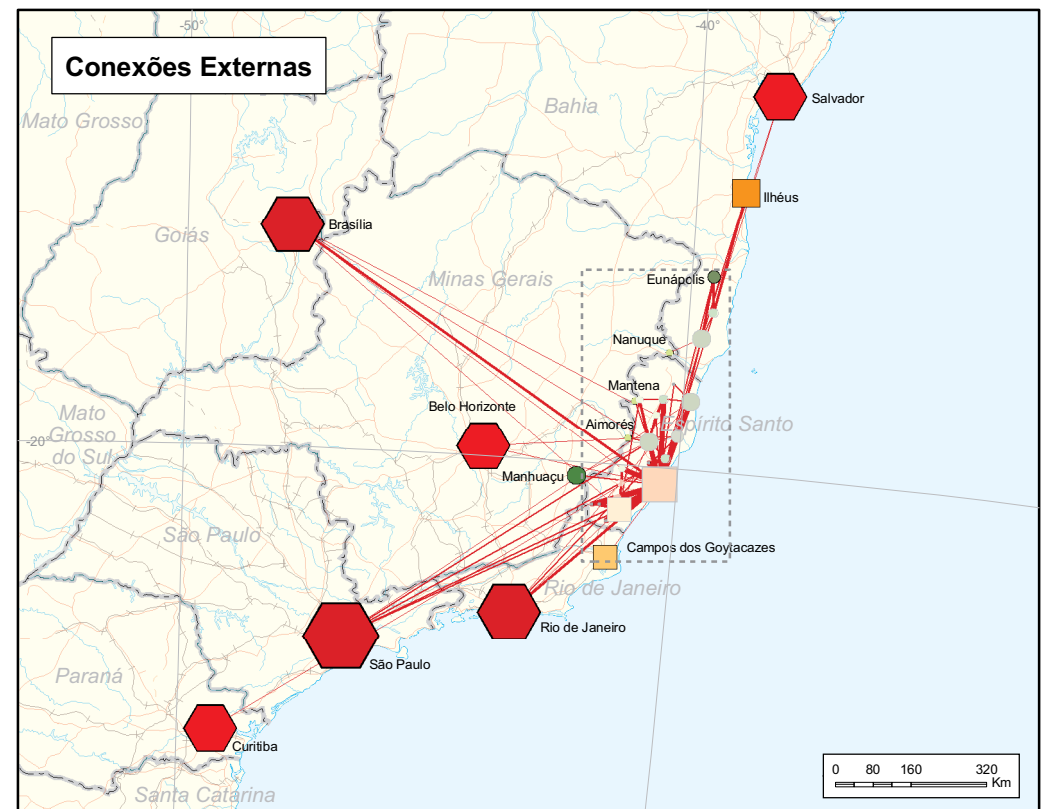 -50°
-40°
Conexões Externas
Salvador
Bahia
Mato Grosso
Ilhéus
Brasília
Goiás
Minas Gerais
Eunápolis
Nanuque
Mantena
Belo Horizonte
Mato
Grosso
do Sul
Aimorés
Espírito Santo
-20°
Manhuaçu
São Paulo
Campos dos Goytacazes
Rio de Janeiro
Rio de Janeiro
São Paulo
Paraná
Curitiba
Santa Catarina
0 80 160 320
Km